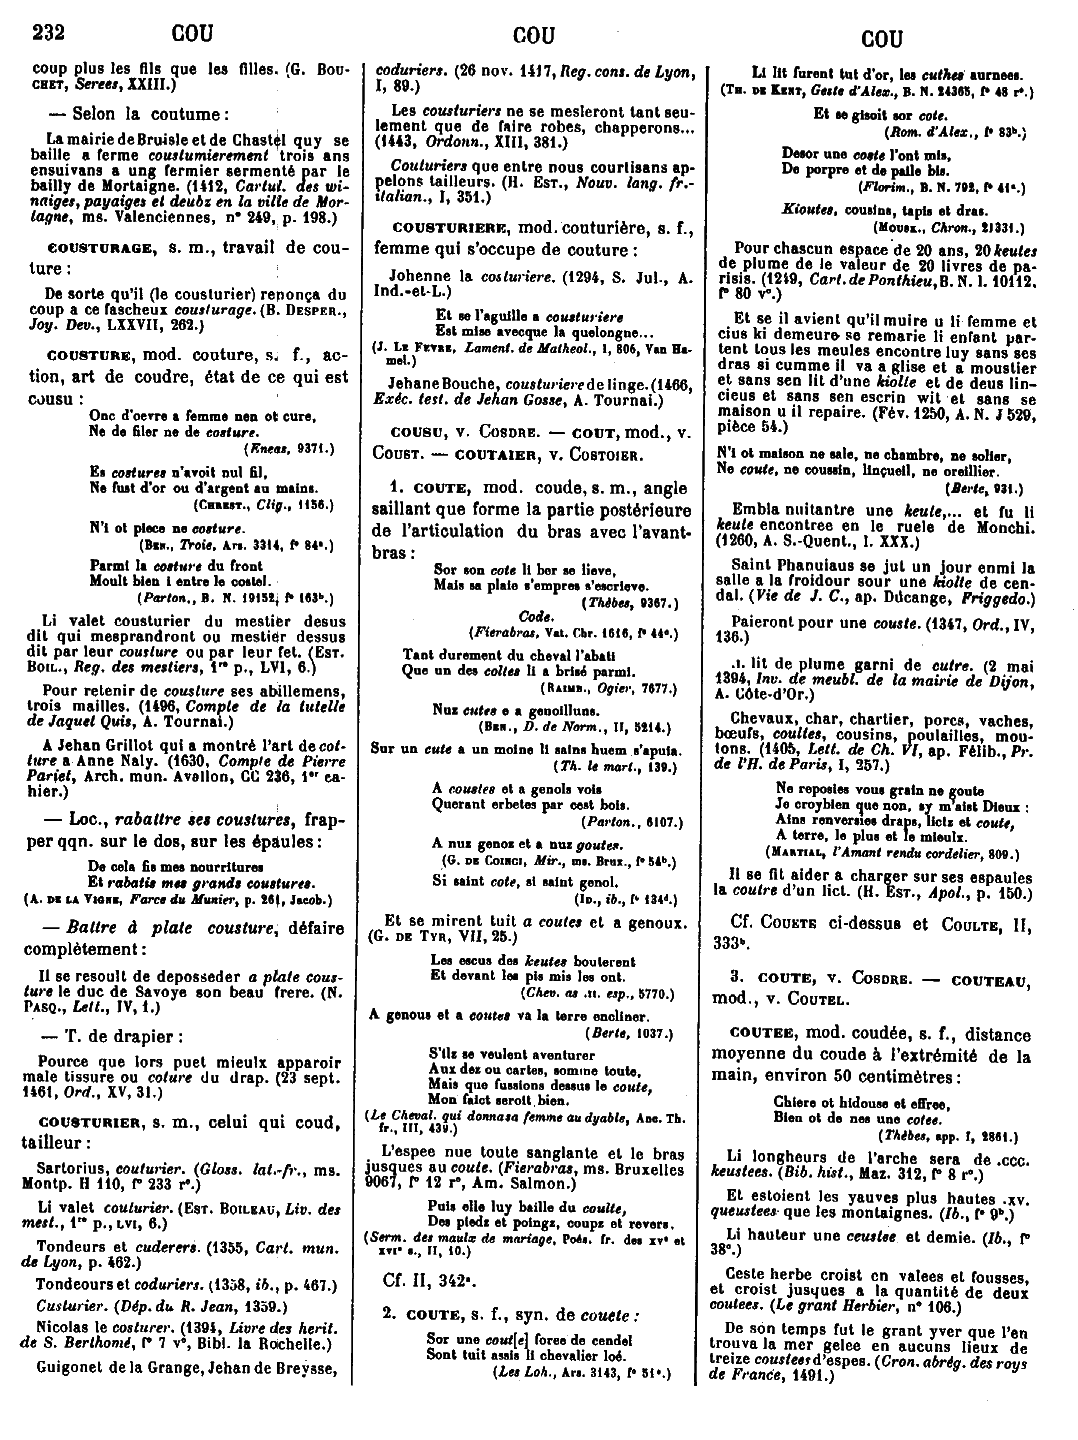 232 COU COU COU
coup plus les fils que les filles. (G. Bou-
chet, Serees, XXIII.)
— Selon la coutume :
La mairie de Bruisle et de Chastel quy se
baille a ferme coustumierement trois ans
ensuivans a ung fermier sermenté par le
bailly de Mortaigne. (1412, Cartul. des wi-
naiges, payaiges et deubz en la ville de Mor-
tagne, ms. Valenciennes, n° 249, p. 198.)
COUSTURAGE, s. m., travail de cou-
ture :
De sorte qu'il (le cousturier) renonça du
coup a ce fascheux cousturage. (B. Desper.,
Joy. Dev., LXXVII, 262.)
COUSTURE, mod. couture, s. f., ac-
tion, art de coudre, état de ce qui est
cousu :
Onc d'oevre a femme nen ot cure,
Ne de filer ne de costure.
(Eneas, 9371.)
Es costures n'avoit nul fil,
Ne fust d'or ou d'argent au mains.
(Chrest., Clig., 1156.)
N'i ot piece ne costure.
(Ben., Troie, Ars. 3314, f° 84ᵃ.)
Parmi la costure du front
Moult bien i entre le costel.
(Parton., B. N. 19152, f° 163ᵇ.)
Li valet cousturier du mestier desus
dit qui mesprandront ou mestier dessus
dit par leur cousture ou par leur fet. (Est.
Boil., Reg. des mestiers, 1ʳᵉ p., LVI, 6.)
Pour retenir de cousture ses abillemens,
trois mailles. (1496, Compte de la tutelle
de Jaquet Quis, A. Tournai.)
A Jehan Grillot qui a montré l'art de cot-
ture a Anne Naly. (1630, Compte de Pierre
Pariet, Arch. mun. Avallon, CC 236, 1ᵉʳ ca-
hier.)
— Loc., rabattre ses coustures, frap-
per qqn. sur le dos, sur les épaules :
De cela fis mes nourritures
Et rabatis mes grands coustures.
(A. de la Vigne, Farce du Munier, p. 261, Jacob.)
— Battre à plate cousture, défaire
complètement :
Il se resoult de deposseder a plate cous-
ture le duc de Savoye son beau frere. (N.
Pasq., Lett., IV, 1.)
— T. de drapier :
Pource que lors puet mieulx apparoir
male tissure ou coture du drap. (23 sept.
1461, Ord., XV, 31.)
COUSTURIER, s. m., celui qui coud,
tailleur :
Sartorius, couturier. (Gloss. lat.-fr., ms.
Montp. H 110, f° 233 r°.)
Li valet couturier. (Est. Boileau, Liv. des
mest., 1ʳᵉ p., LVI, 6.)
Tondeurs et cuderers. (1355, Cart. mun.
de Lyon, p. 462.)
Tondeours et coduriers. (1358, ib., p. 467.)
Custurier. (Dép. du R. Jean, 1359.)
Nicolas le costurer. (1394, Livre des herit.
de S. Berthomé, f° 7 v°, Bibl. la Rochelle.)
Guigonet de la Grange, Jehan de Breysse,
coduriers. (26 nov. 1417, Reg. cons. de Lyon,
I, 89.)
Les cousturiers ne se mesleront tant seu-
lement que de faire robes, chapperons...
(1443, Ordonn., XIII, 381.)
Couturiers que entre nous courtisans ap-
pelons tailleurs. (H. Est., Nouv. lang. fr.-
italian., I, 351.)
COUSTURIERE, mod. couturière, s. f.,
femme qui s'occupe de couture :
Johenne la costuriere. (1294, S. Jul., A.
Ind.-et-L.)
Et se l'aguille a cousturiere
Est mise avecque la quelongne...
(J. Le Fevre, Lament. de Matheol., I, 806, Van Ha-
mel.)
Jehane Bouche, cousturiere de linge. (1466,
Exéc. test. de Jehan Gosse, A. Tournai.)
COUSU, v. Cosdre. — COUT, mod., v.
Coust. — COUTAIER, v. Costoier.
1. COUTE, mod. coude, s. m., angle
saillant que forme la partie postérieure
de l'articulation du bras avec l'avant-
bras :
Sor son cote li ber se lieve,
Mais sa plaie s'empres s'escrieve.
(Thèbes, 9367.)
Code.
(Fierabras, Vat. Chr. 1616, f° 44ᵃ.)
Tant durement du cheval l'abati
Que un des coltes li a brisé parmi.
(Raimb., Ogier, 7677.)
Nuz cutes e a genoilluns.
(Ben., D. de Norm., II, 5214.)
Sur un cute a un moine li sains huem s'apuia.
(Th. le mart., 139.)
A coustes et a genols vois
Querant erbetes par cest bois.
(Parton., 6107.)
A nuz genoz et a nuz goutes.
(G. de Coinci, Mir., ms. Brux., f° 54ᵇ.)
Si saint cote, si saint genol.
(Id., ib., f° 134ᵈ.)
Et se mirent tuit a coutes et a genoux.
(G. de Tyr, VII, 25.)
Les escus des keutes bouterent
Et devant les pis mis les ont.
(Chev. as .II. esp., 5770.)
A genous et a coutes va la terre encliner.
(Berte, 1037.)
S'ilz se veulent aventurer
Aux dez ou cartes, somme toute,
Mais que fussions dessus le coute,
Mon faict seroit bien.
(Le Cheval. qui donna sa femme au dyable, Anc. Th.
fr., III, 439.)
L'espee nue toute sanglante et le bras
jusques au coute. (Fierabras, ms. Bruxelles
9067, f° 12 r°, Am. Salmon.)
Puis elle luy baille du coulte,
Des piedz et poingz, coupz et revers.
(Serm. des maulx de mariage, Poés. fr. des XVᵉ et
XVIᵉ s., II, 10.)
Cf. II, 342ᵃ.
2. COUTE, s. f., syn. de couete :
Sor une cout[e] foree de cendel
Sont tuit assis li chevalier loé.
(Les Loh., Ars. 3143, f° 51ᵃ.)
Li lit furent tut d'or, les cuthes aurnees.
(Th. de Kent, Geste d'Alex., B. N. 24365, f° 48 r°.)
Et se gisoit sor cote.
(Rom. d'Alex., f° 83ᵇ.)
Desor une coste l'ont mis,
De porpre et de paile bis.
(Florim., B. N. 792, f° 41ᵃ.)
Kioutes, cousins, tapis et dras.
(Mousk., Chron., 21331.)
Pour chascun espace de 20 ans, 20 keutes
de plume de le valeur de 20 livres de pa-
risis. (1249, Cart. de Ponthieu, B. N. l. 10112,
f° 80 v°.)
Et se il avient qu'il muire u li femme et
cius ki demeure se remarie li enfant par-
tent tous les meules encontre luy sans ses
dras si cumme il va a glise et a moustier
et sans sen lit d'une kiolte et de deus lin-
cieus et sans sen escrin wit et sans se
maison u il repaire. (Fév. 1250, A. N. J 529,
pièce 54.)
N'i ot maison ne sale, ne chambre, ne solier,
Ne coute, ne coussin, linçueil, ne oreillier.
(Berte, 931.)
Embla nuitantre une keute,... et fu li
keute encontree en le ruele de Monchi.
(1260, A. S.-Quent., l. XXX.)
Saint Phanuiaus se jut un jour enmi la
salle a la froidour sour une kiolte de cen-
dal. (Vie de J. C., ap. Ducange, Friggedo.)
Paieront pour une couste. (1347, Ord., IV,
136.)
.I. lit de plume garni de cutre. (2 mai
1394, Inv. de meubl. de la mairie de Dijon,
A. Côte-d'Or.)
Chevaux, char, chartier, porcs, vaches,
bœufs, coultes, cousins, poulailles, mou-
tons. (1405, Lett. de Ch. VI, ap. Félib., Pr.
de l'H. de Paris, I, 257.)
Ne reposies vous grain ne goute
Je croybien que non, sy m'aist Dieux :
Ains renversies draps, lictz et coute,
A terre, le plus et le mieulx.
(Martial, l'Amant rendu cordelier, 809.)
Il se fit aider a charger sur ses espaules
la coutre d'un lict. (H. Est., Apol., p. 150.)
Cf. Couete ci-dessus et Coulte, II,
333ᵇ.
3. COUTE, v. Cosdre. — COUTEAU,
mod., v. Coutel.
COUTEE, mod. coudée, s. f., distance
moyenne du coude à l'extrémité de la
main, environ 50 centimètres :
Chiere ot hidouse et effree,
Bien ot de nes une cotee.
(Thèbes, app. I, 2861.)
Li longheurs de l'arche sera de .CCC.
keustees. (Bib. hist., Maz. 312, f° 8 r°.)
Et estoient les yauves plus hautes .XV.
queustees que les montaignes. (Ib., f° 9ᵇ.)
Li hauteur une ceustee et demie. (Ib., f°
38ᵃ.)
Ceste herbe croist en valees et fousses,
et croist jusques a la quantité de deux
coutees. (Le grant Herbier, n° 106.)
De son temps fut le grant yver que l'en
trouva la mer gelee en aucuns lieux de
treize coustees d'espes. (Cron. abrég. des roys
de France, 1491.)